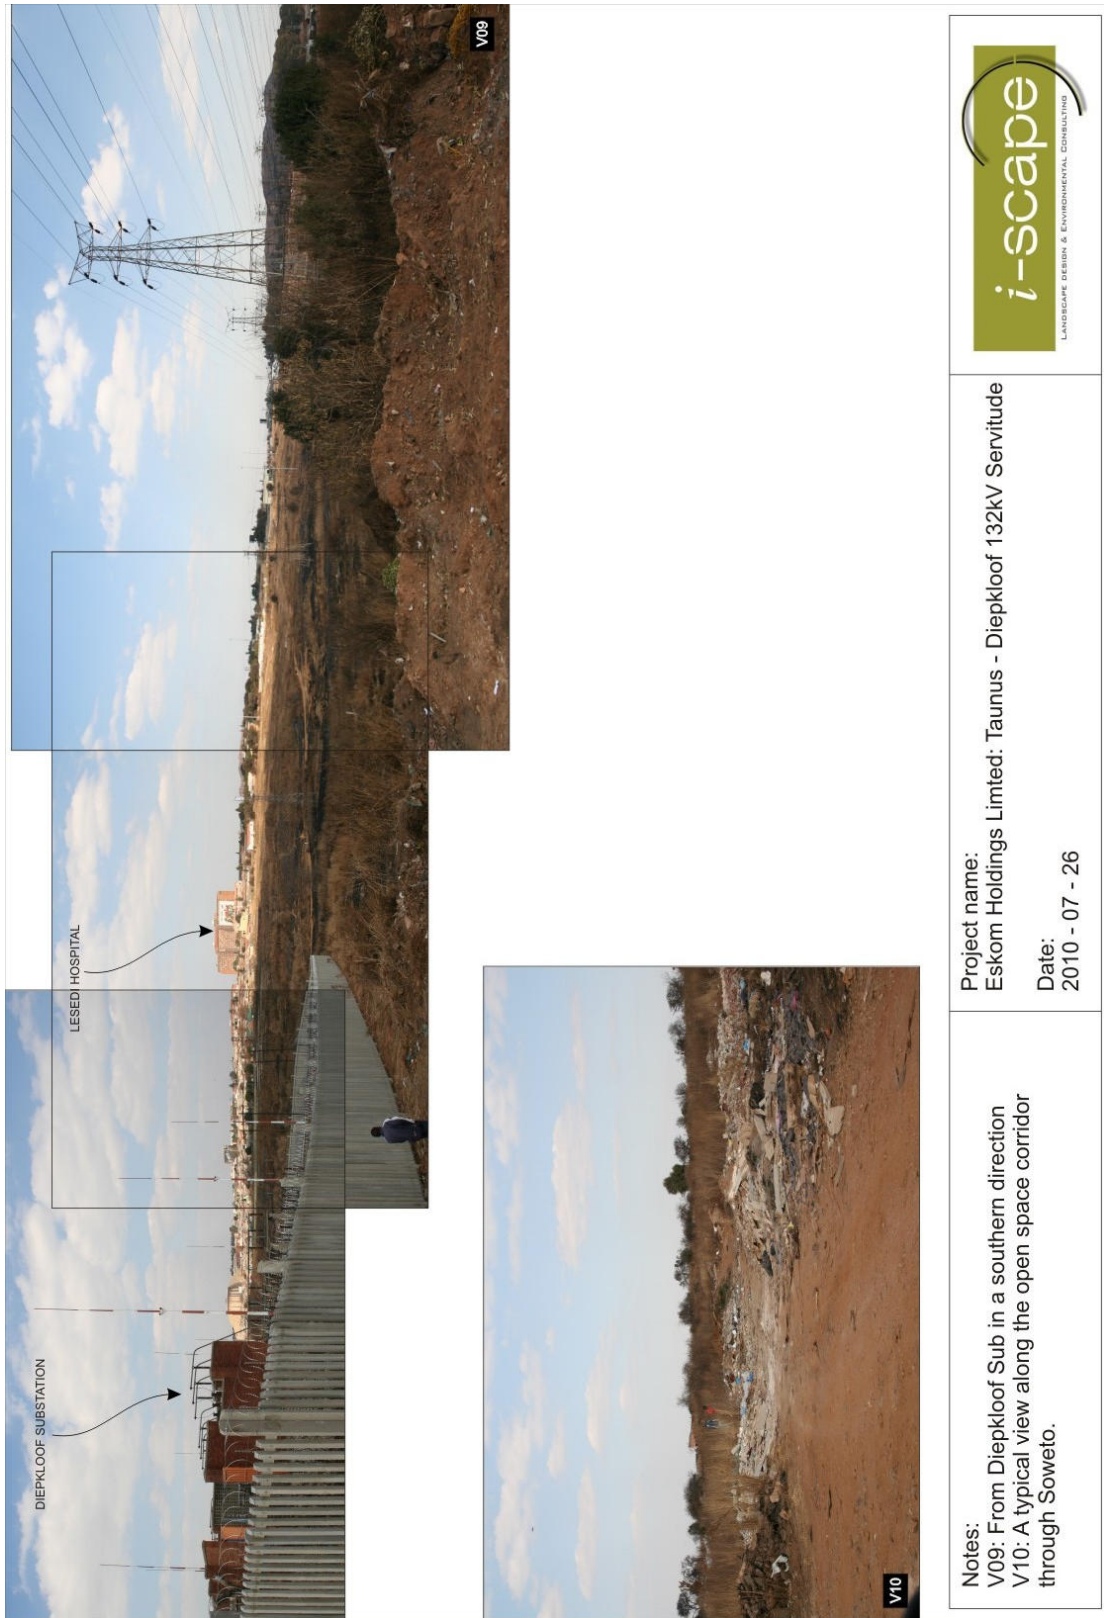 DIEPKLOOF SUBSTATION
LESEDI HOSPITAL
V09
V10
Notes:
V09: From Diepkloof Sub in a southern direction
V10: A typical view along the open space corridor
through Soweto.
Project name:
Eskom Holdings Limted: Taunus - Diepkloof 132kV Servitude
Date:
2010 - 07 - 26
i-scape
LANDSCAPE DESIGN & ENVIRONMENTAL CONSULTING